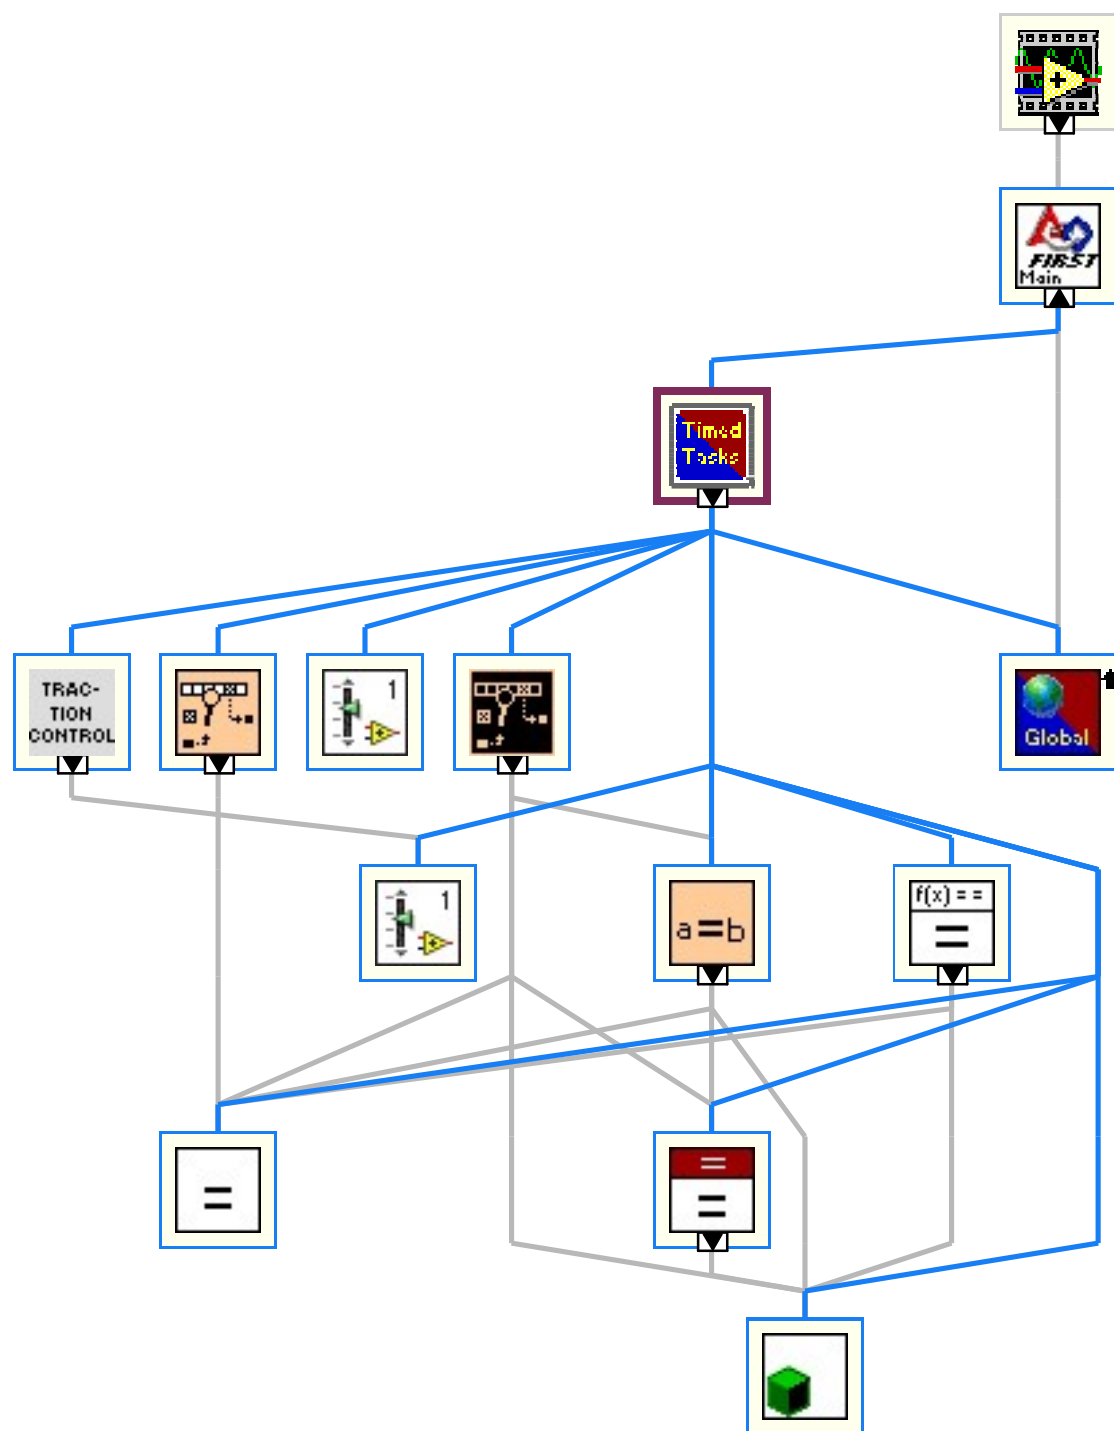 FIRST
Main
Timed
Tasks
TRAC-
TION
CONTROL
1
Global
1
a=b
f(x) = =
=
=
=
=